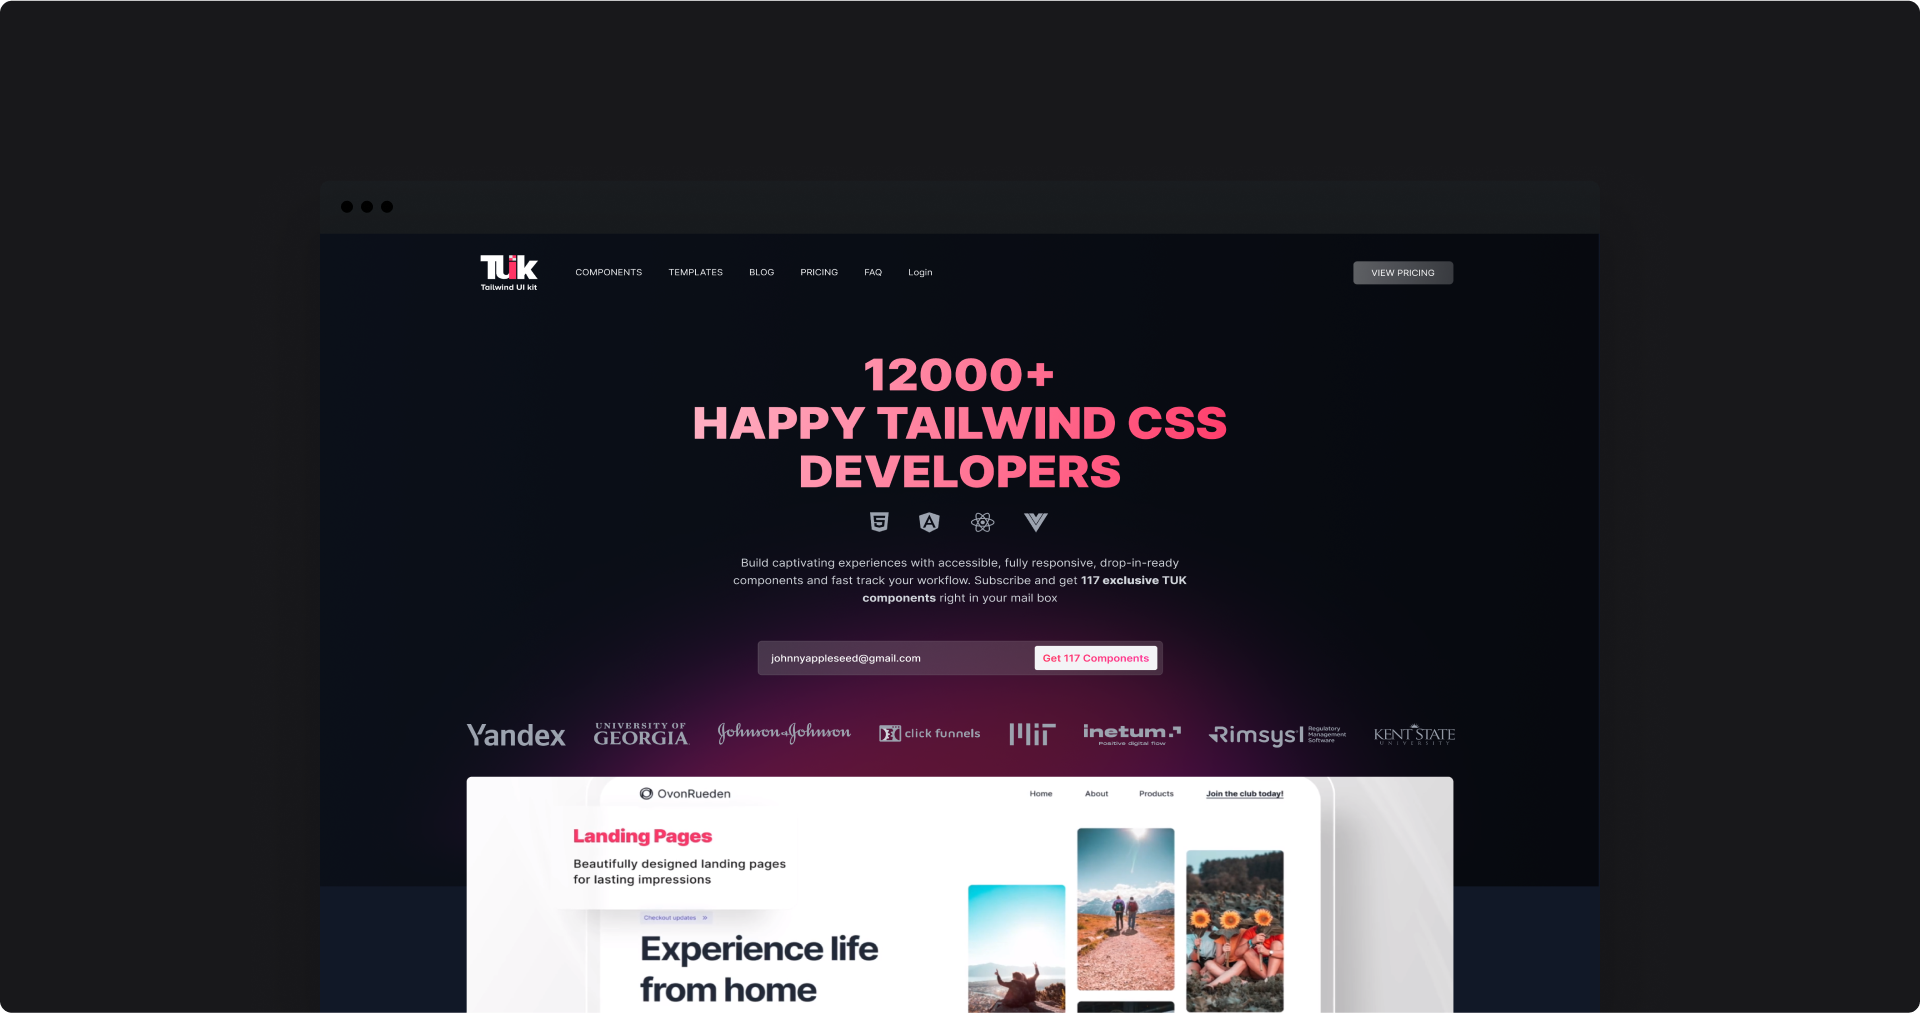 TUk
Tailwind UI kit
COMPONENTS TEMPLATES BLOG PRICING FAQ Login
VIEW PRICING
12000+
HAPPY TAILWIND CSS
DEVELOPERS
Build captivating experiences with accessible, fully responsive, drop-in-ready
components and fast track your workflow. Subscribe and get 117 exclusive TUK
components right in your mail box
johnnyappleseed@gmail.com
Get 117 Components
Yandex
UNIVERSITY OF
GEORGIA
Johnson & Johnson
click funnels
MIT
inetum.
Positive digital flow
Rimsys
Regulatory
Management
Software
KENT STATE
UNIVERSITY
OvonRueden
Home About Products Join the club today!
Landing Pages
Beautifully designed landing pages
for lasting impressions
Checkout updates
Experience life
from home